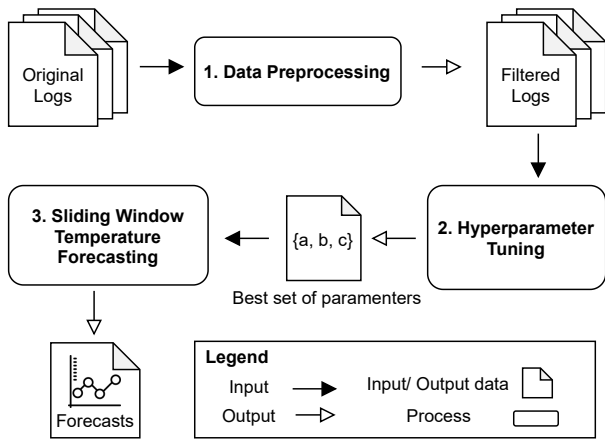 Original
Logs
1. Data Preprocessing
Filtered
Logs
3. Sliding Window
Temperature
Forecasting
{a, b, c}
2. Hyperparameter
Tuning
Best set of paramenters
Forecasts
Legend
Input
Input/ Output data
Output
Process